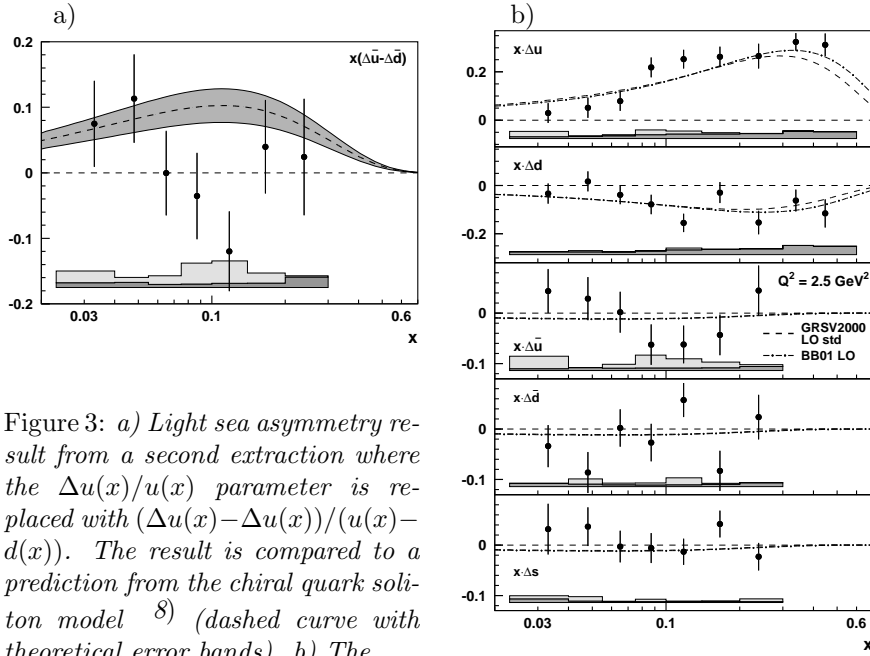 a)
x(Δū-Δd̄)
0.2
0.1
0
-0.1
-0.2
0.03
0.1
0.6
x
Figure 3: a) Light sea asymmetry re-
sult from a second extraction where
the Δu(x)/u(x) parameter is re-
placed with (Δu(x)−Δu(x))/(u(x)−
d(x)). The result is compared to a
prediction from the chiral quark soli-
ton model 8) (dashed curve with
theoretical error bands). b) The
b)
x·Δu
0.2
0
x·Δd
0
-0.2
Q² = 2.5 GeV²
0
GRSV2000
LO std
BB01 LO
x·Δū
-0.1
x·Δd̄
0
-0.1
0
x·Δs
-0.1
0.03
0.1
0.6
x